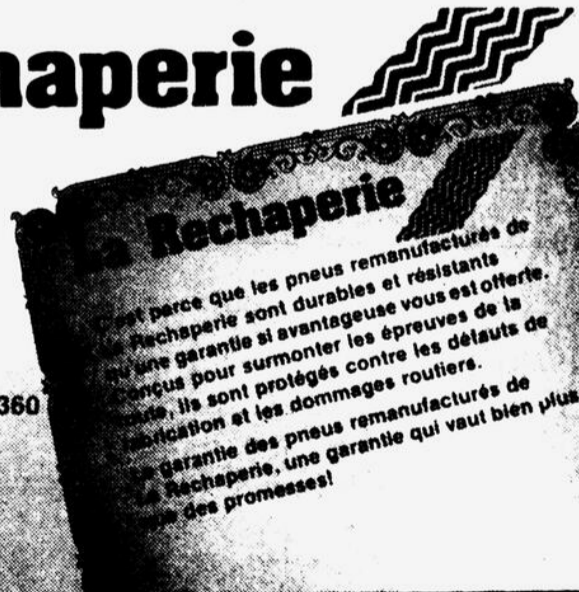 haperie
La Rechaperie
C'est parce que les pneus remanufacturés de
La Rechaperie sont durables et résistants
qu'une garantie si avantageuse vous est offerte.
Conçus pour surmonter les épreuves de la
route, ils sont protégés contre les défauts de
fabrication et les dommages routiers.
360
La garantie des pneus remanufacturés de
La Rechaperie, une garantie qui vaut bien plus
que des promesses!